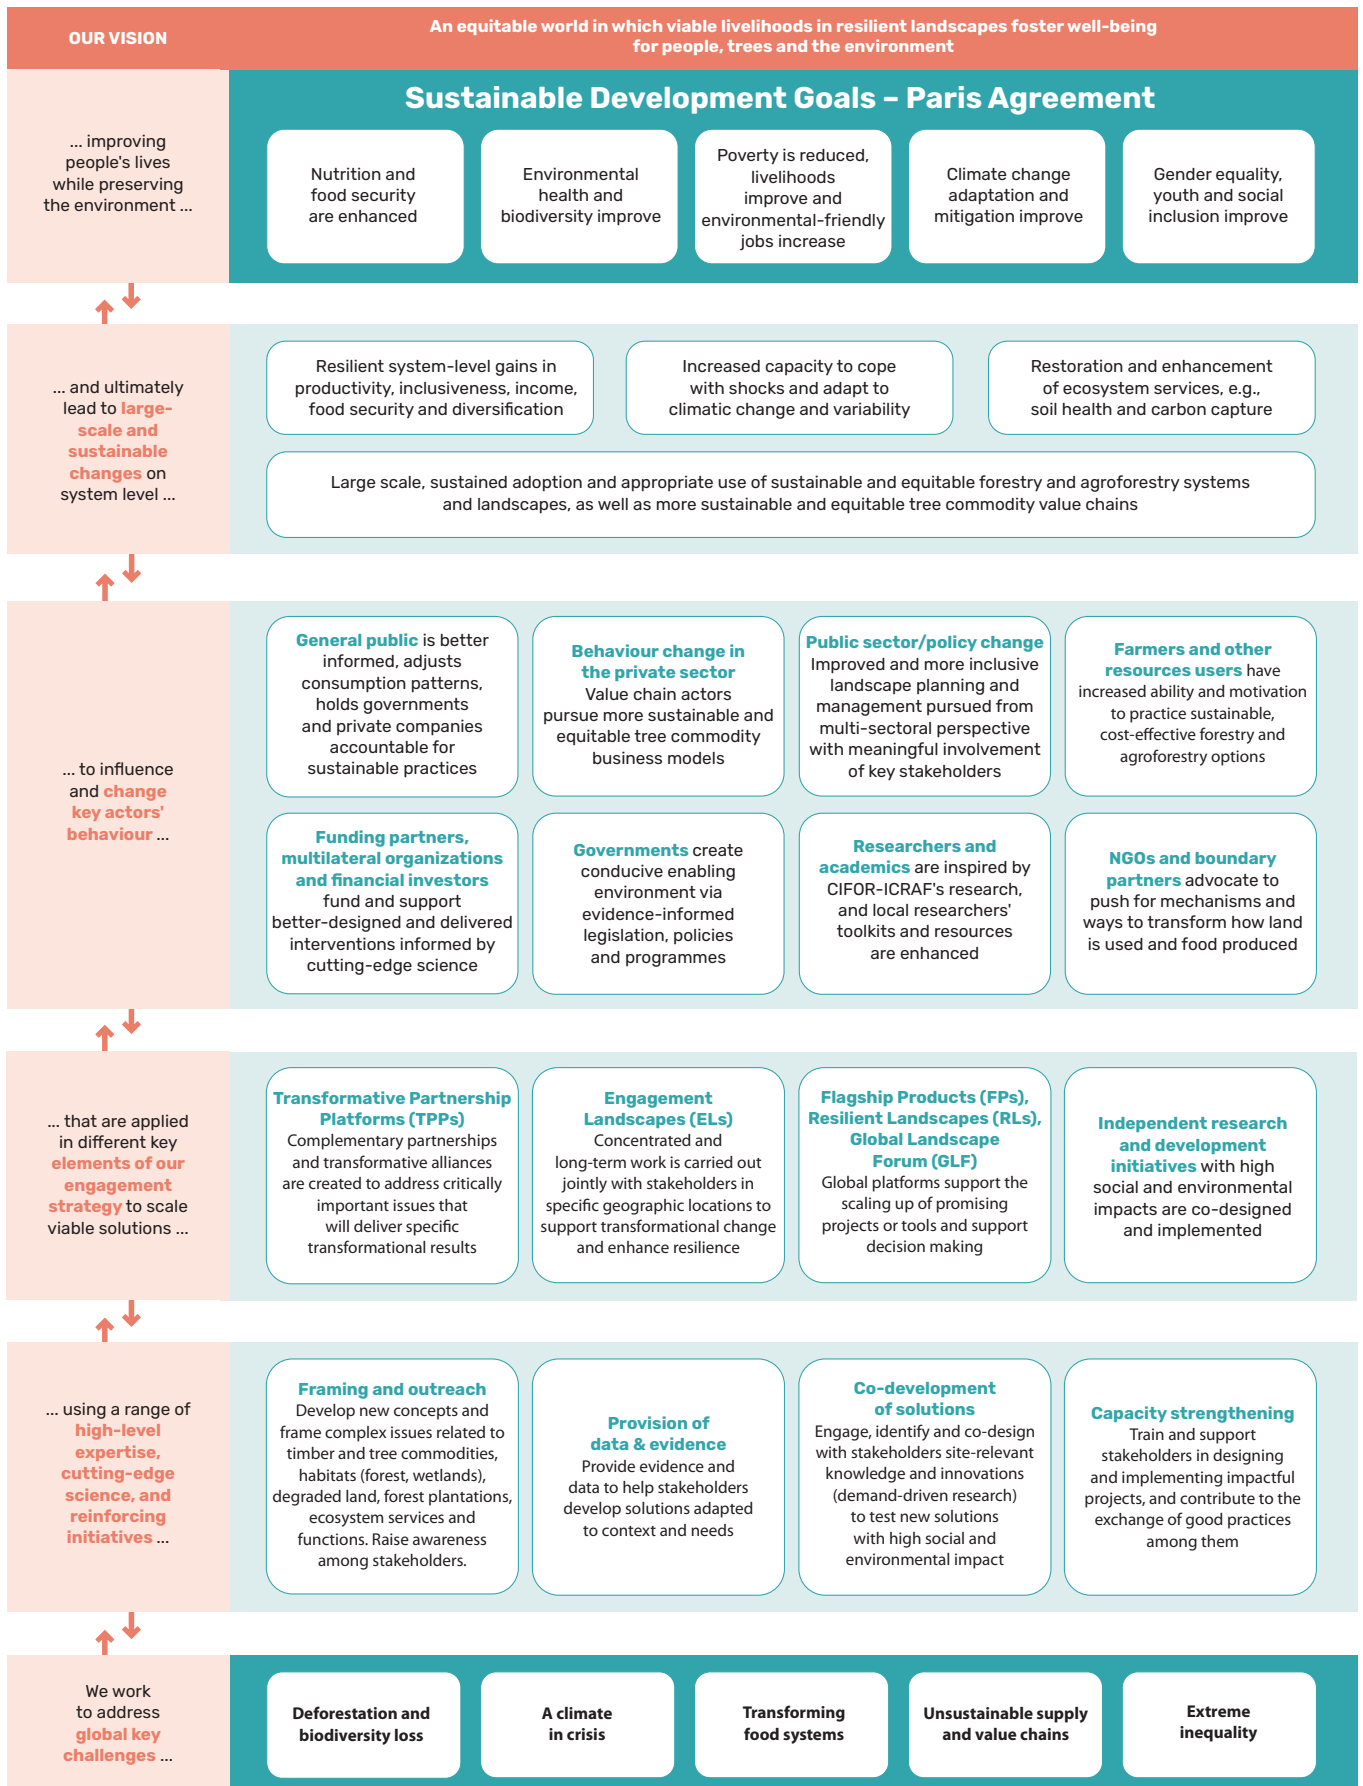 OUR VISION
An equitable world in which viable livelihoods in resilient landscapes foster well-being
for people, trees and the environment
... improving
people's lives
while preserving
the environment ...
Sustainable Development Goals – Paris Agreement
Nutrition and
food security
are enhanced
Environmental
health and
biodiversity improve
Poverty is reduced,
livelihoods
improve and
environmental-friendly
jobs increase
Climate change
adaptation and
mitigation improve
Gender equality,
youth and social
inclusion improve
... and ultimately
lead to large-
scale and
sustainable
changes on
system level ...
Resilient system-level gains in
productivity, inclusiveness, income,
food security and diversification
Increased capacity to cope
with shocks and adapt to
climatic change and variability
Restoration and enhancement
of ecosystem services, e.g.,
soil health and carbon capture
Large scale, sustained adoption and appropriate use of sustainable and equitable forestry and agroforestry systems
and landscapes, as well as more sustainable and equitable tree commodity value chains
... to influence
and change
key actors'
behaviour ...
General public is better
informed, adjusts
consumption patterns,
holds governments
and private companies
accountable for
sustainable practices
Behaviour change in
the private sector
Value chain actors
pursue more sustainable and
equitable tree commodity
business models
Public sector/policy change
Improved and more inclusive
landscape planning and
management pursued from
multi-sectoral perspective
with meaningful involvement
of key stakeholders
Farmers and other
resources users have
increased ability and motivation
to practice sustainable,
cost-effective forestry and
agroforestry options
Funding partners,
multilateral organizations
and financial investors
fund and support
better-designed and delivered
interventions informed by
cutting-edge science
Governments create
conducive enabling
environment via
evidence-informed
legislation, policies
and programmes
Researchers and
academics are inspired by
CIFOR-ICRAF's research,
and local researchers'
toolkits and resources
are enhanced
NGOs and boundary
partners advocate to
push for mechanisms and
ways to transform how land
is used and food produced
... that are applied
in different key
elements of our
engagement
strategy to scale
viable solutions ...
Transformative Partnership
Platforms (TPPs)
Complementary partnerships
and transformative alliances
are created to address critically
important issues that
will deliver specific
transformational results
Engagement
Landscapes (ELs)
Concentrated and
long-term work is carried out
jointly with stakeholders in
specific geographic locations to
support transformational change
and enhance resilience
Flagship Products (FPs),
Resilient Landscapes (RLs),
Global Landscape
Forum (GLF)
Global platforms support the
scaling up of promising
projects or tools and support
decision making
Independent research
and development
initiatives with high
social and environmental
impacts are co-designed
and implemented
... using a range of
high-level
expertise,
cutting-edge
science, and
reinforcing
initiatives ...
Framing and outreach
Develop new concepts and
frame complex issues related to
timber and tree commodities,
habitats (forest, wetlands),
degraded land, forest plantations,
ecosystem services and
functions. Raise awareness
among stakeholders.
Provision of
data & evidence
Provide evidence and
data to help stakeholders
develop solutions adapted
to context and needs
Co-development
of solutions
Engage, identify and co-design
with stakeholders site-relevant
knowledge and innovations
(demand-driven research)
to test new solutions
with high social and
environmental impact
Capacity strengthening
Train and support
stakeholders in designing
and implementing impactful
projects, and contribute to the
exchange of good practices
among them
We work
to address
global key
challenges ...
Deforestation and
biodiversity loss
A climate
in crisis
Transforming
food systems
Unsustainable supply
and value chains
Extreme
inequality